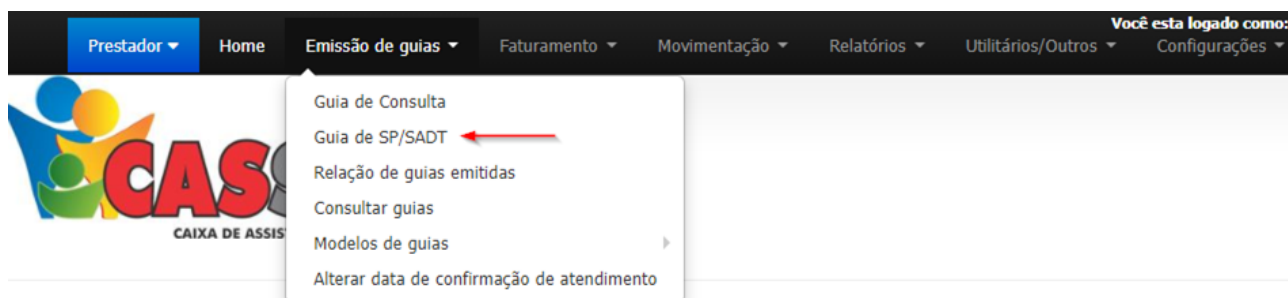 Você esta logado como:
Prestador Home Emissão de guias Faturamento Movimentação Relatórios Utilitários/Outros Configurações
Guia de Consulta
Guia de SP/SADT
Relação de guias emitidas
Consultar guias
Modelos de guias
Alterar data de confirmação de atendimento
CASS
CAIXA DE ASSIS